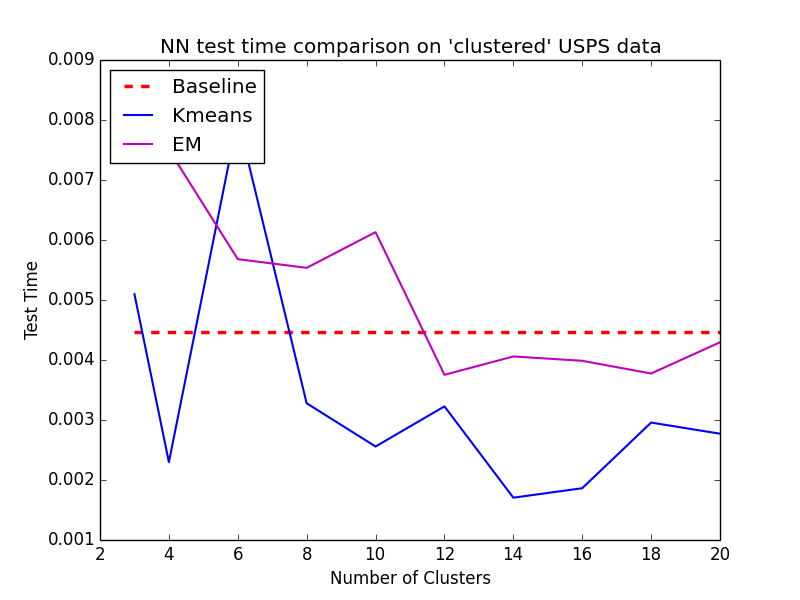 NN test time comparison on 'clustered' USPS data
0.009
0.008
0.007
0.006
0.005
0.004
0.003
0.002
0.001
Test Time
Baseline
Kmeans
EM
2 4 6 8 10 12 14 16 18 20
Number of Clusters